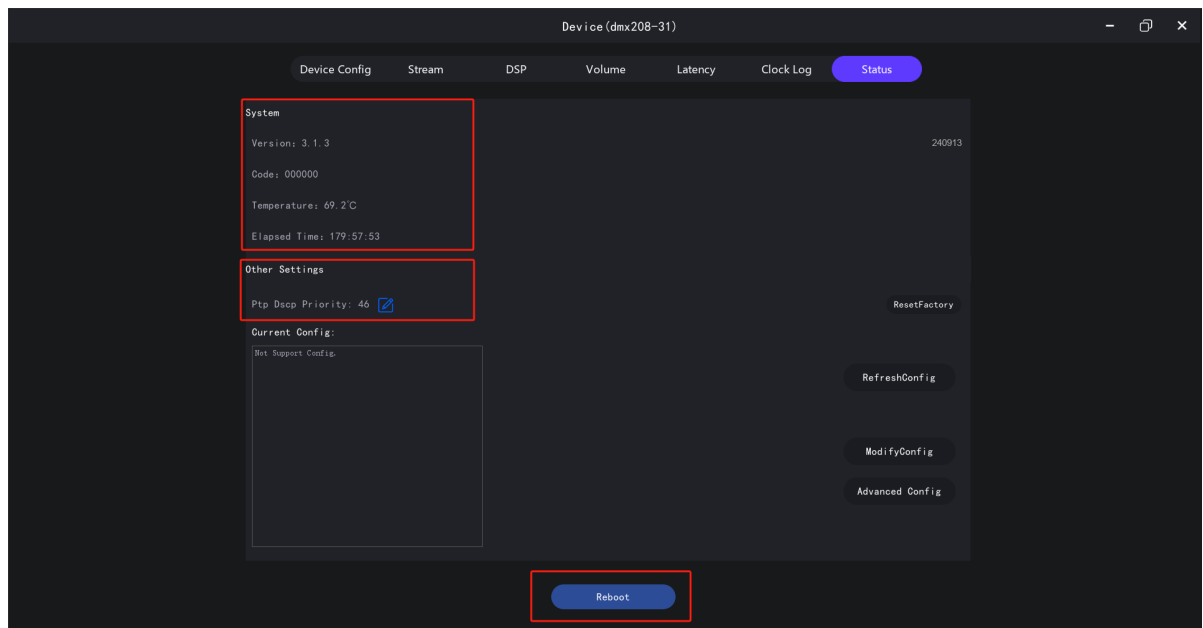 Device(dmx208-31)
Device Config Stream DSP Volume Latency Clock Log Status
System
Version: 3.1.3 240913
Code: 000000
Temperature: 69.2℃
Elapsed Time: 179:57:53
Other Settings
Ptp Dscp Priority: 46
ResetFactory
Current Config:
Not Support Config.
RefreshConfig
ModifyConfig
Advanced Config
Reboot